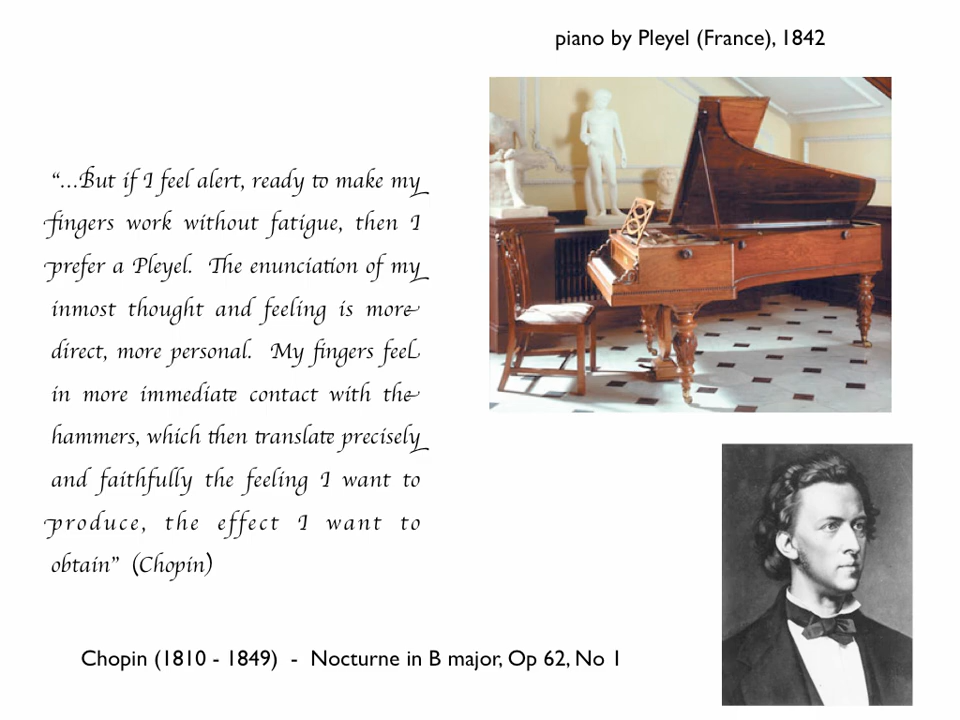 piano by Pleyel (France), 1842
“...But if I feel alert, ready to make my
fingers work without fatigue, then I
prefer a Pleyel. The enunciation of my
inmost thought and feeling is more
direct, more personal. My fingers feel
in more immediate contact with the
hammers, which then translate precisely
and faithfully the feeling I want to
produce, the effect I want to
obtain” (Chopin)
Chopin (1810 - 1849) - Nocturne in B major, Op 62, No 1